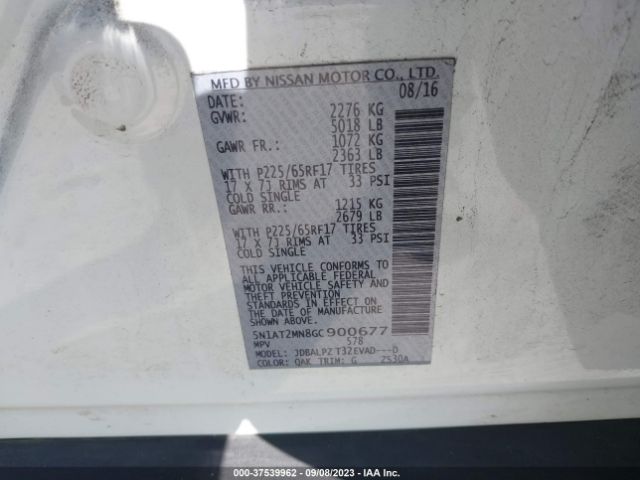 MFD BY NISSAN MOTOR CO., LTD.
DATE: 08/16
GVWR: 2276 KG
5018 LB
GAWR FR.: 1072 KG
2363 LB
WITH P225/65RF17 TIRES
17 X 7J RIMS AT 33 PSI
COLD SINGLE
GAWR RR.: 1215 KG
2679 LB
WITH P225/65RF17 TIRES
17 X 7J RIMS AT 33 PSI
COLD SINGLE
THIS VEHICLE CONFORMS TO
ALL APPLICABLE FEDERAL
MOTOR VEHICLE SAFETY AND
THEFT PREVENTION
STANDARDS IN EFFECT ON
THE DATE OF MANUFACTURE
SHOWN ABOVE.
5N1AT2MN8GC900677
MPV 578
MODEL: JDBALPZ T32EVAD---D
COLOR: QAK TRIM: G 2530A
000-37539962 - 09/08/2023 - IAA Inc.